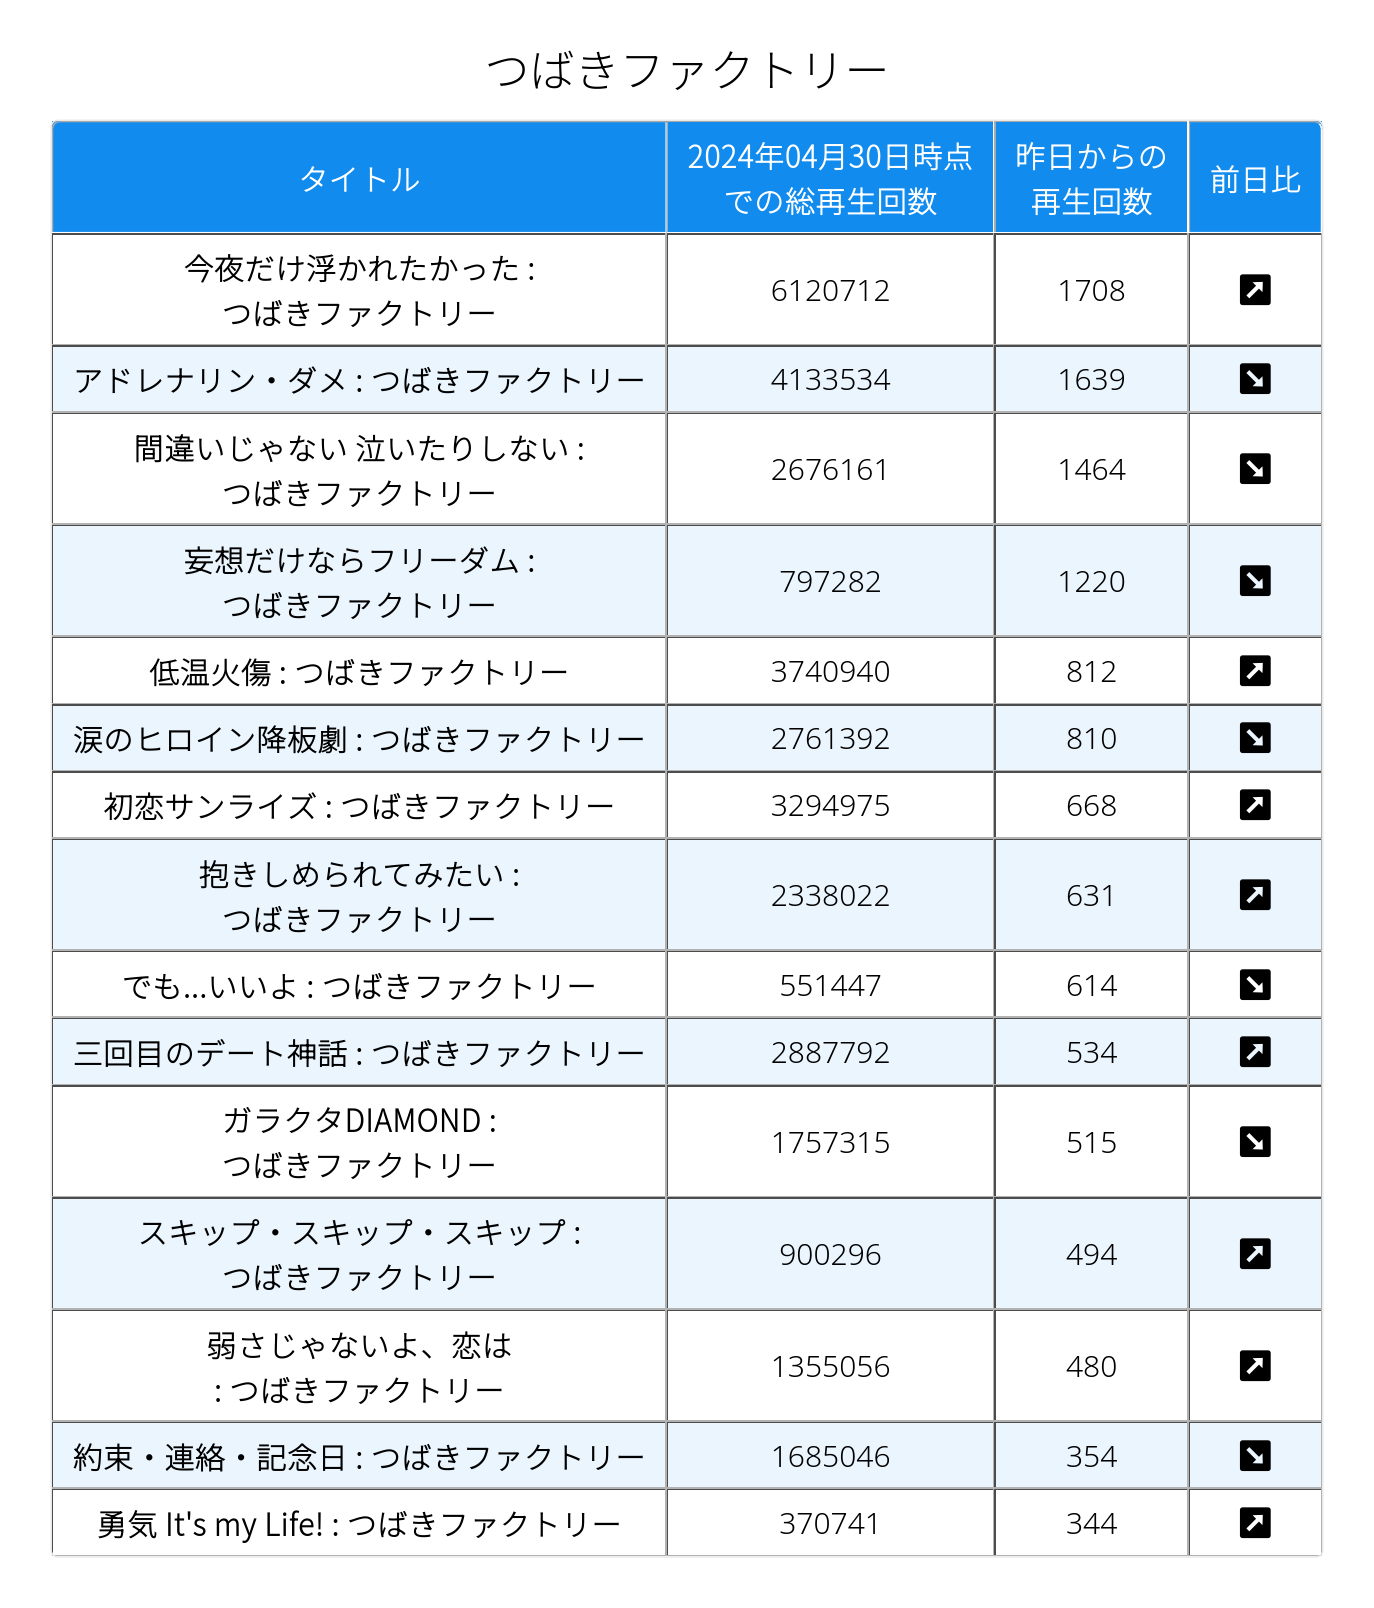 つばきファクトリー
タイトル
2024年04月30日時点
での総再生回数
昨日からの
再生回数
前日比
今夜だけ浮かれたかった :
つばきファクトリー
6120712
1708
アドレナリン・ダメ : つばきファクトリー
4133534
1639
間違いじゃない 泣いたりしない :
つばきファクトリー
2676161
1464
妄想だけならフリーダム :
つばきファクトリー
797282
1220
低温火傷 : つばきファクトリー
3740940
812
涙のヒロイン降板劇 : つばきファクトリー
2761392
810
初恋サンライズ : つばきファクトリー
3294975
668
抱きしめられてみたい :
つばきファクトリー
2338022
631
でも...いいよ : つばきファクトリー
551447
614
三回目のデート神話 : つばきファクトリー
2887792
534
ガラクタDIAMOND :
つばきファクトリー
1757315
515
スキップ・スキップ・スキップ :
つばきファクトリー
900296
494
弱さじゃないよ、恋は
: つばきファクトリー
1355056
480
約束・連絡・記念日 : つばきファクトリー
1685046
354
勇気 It's my Life! : つばきファクトリー
370741
344